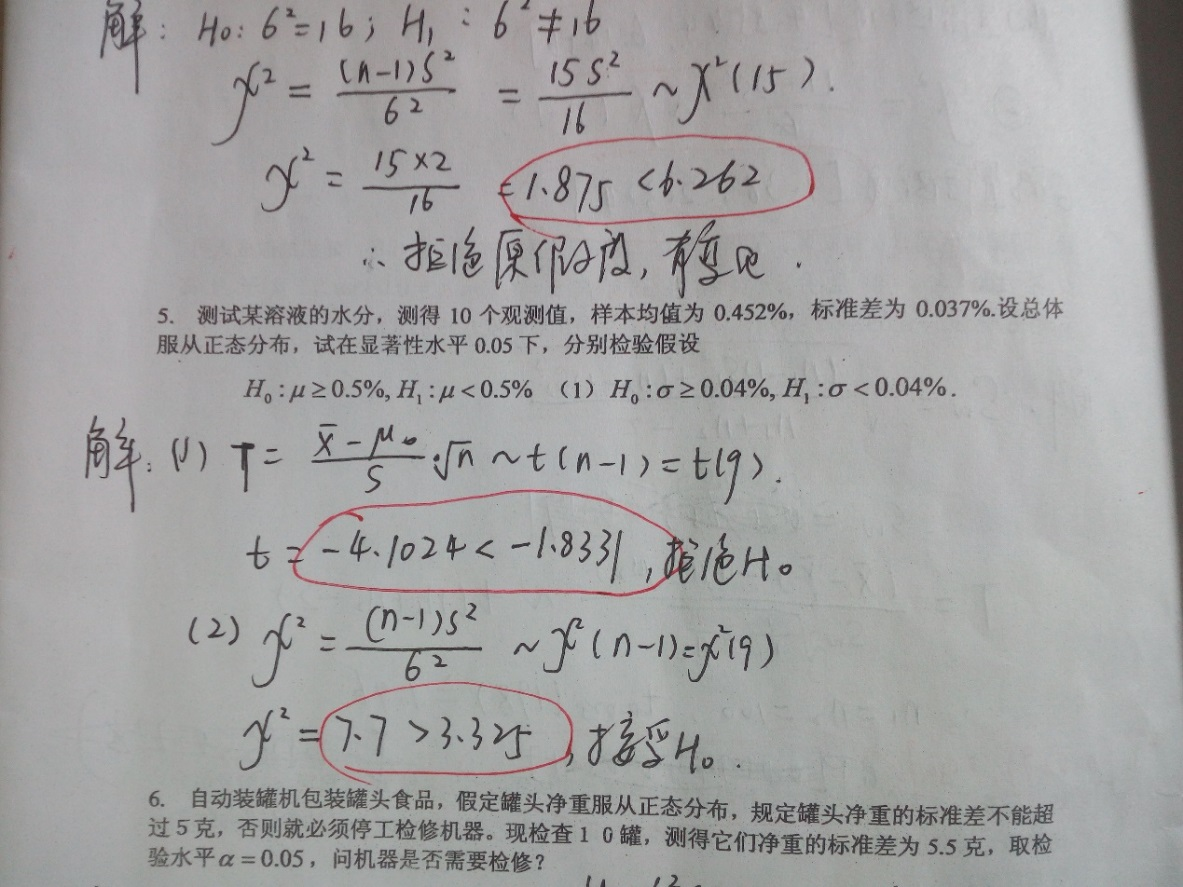 解: H₀: 6²=16; H₁: 6²≠16
χ² = (n-1)S²/6² = 15S²/16 ~ χ²(15).
χ² = 15×2/16 = 1.875 <6.262
∴ 拒绝原假设, 有变化.
5. 测试某溶液的水分，测得 10 个观测值，样本均值为 0.452%，标准差为 0.037%.设总体
服从正态分布，试在显著性水平 0.05 下，分别检验假设
H₀:μ≥0.5%, H₁:μ<0.5% （1） H₀:σ≥0.04%, H₁:σ<0.04%.
解: (1) T= (x̄-μ₀)/S ·√n ~ t(n-1)=t(9).
t = -4.1024 < -1.8331, 拒绝H₀
(2) χ² = (n-1)S²/6² ~ χ²(n-1)=χ²(9)
χ² = 7.7 >3.325, 接受H₀.
6. 自动装罐机包装罐头食品，假定罐头净重服从正态分布，规定罐头净重的标准差不能超
过 5 克，否则就必须停工检修机器。现检查 1 0 罐，测得它们净重的标准差为 5.5 克，取检
验水平 α=0.05，问机器是否需要检修？